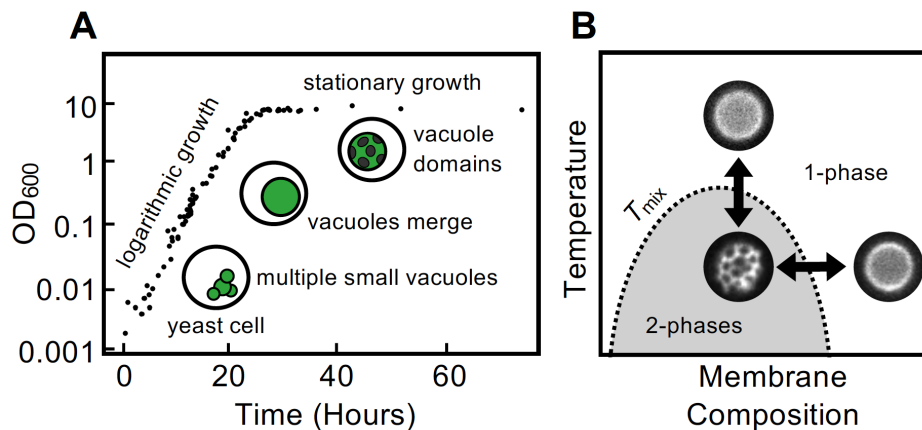 A
OD600
10
1
0.1
0.01
0.001
logarithmic growth
stationary growth
vacuole
domains
vacuoles merge
multiple small vacuoles
yeast cell
0
20
40
60
Time (Hours)
B
Temperature
Tmix
1-phase
2-phases
Membrane
Composition